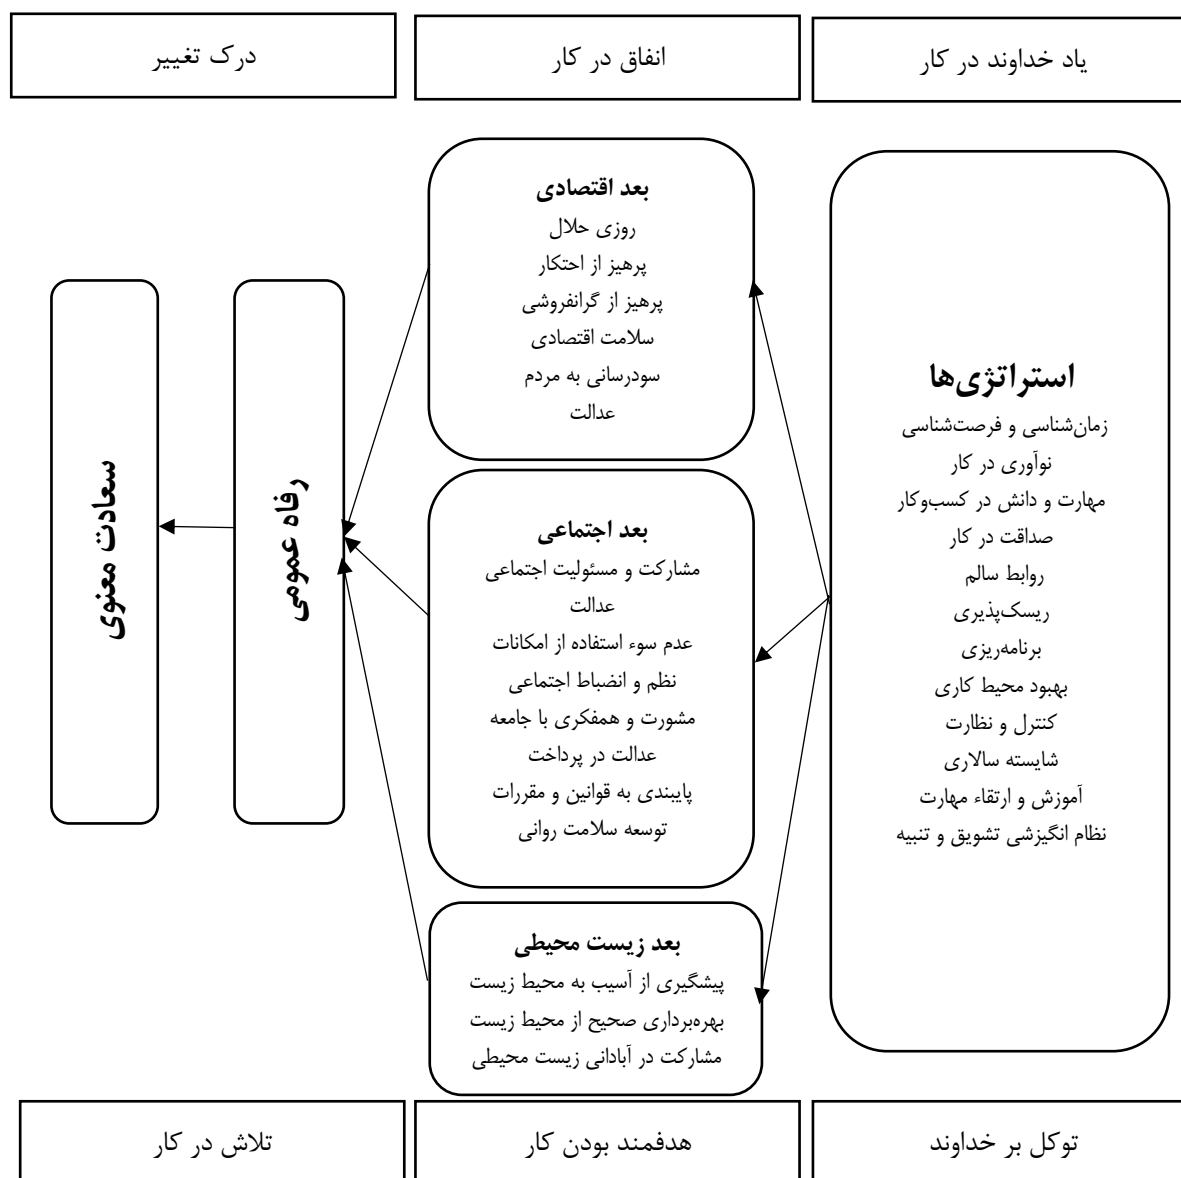 یاد خداوند در کار
انفاق در کار
درک تغییر
استراتژی‌ها
زمان‌شناسی و فرصت‌شناسی
نوآوری در کار
مهارت و دانش در کسب‌وکار
صداقت در کار
روابط سالم
ریسک‌پذیری
برنامه‌ریزی
بهبود محیط کاری
کنترل و نظارت
شایسته سالاری
آموزش و ارتقاء مهارت
نظام انگیزشی تشویق و تنبیه
بعد اقتصادی
روزی حلال
پرهیز از احتکار
پرهیز از گرانفروشی
سلامت اقتصادی
سودرسانی به مردم
عدالت
بعد اجتماعی
مشارکت و مسئولیت اجتماعی
عدالت
عدم سوء استفاده از امکانات
نظم و انضباط اجتماعی
مشورت و همفکری با جامعه
عدالت در پرداخت
پایبندی به قوانین و مقررات
توسعه سلامت روانی
بعد زیست محیطی
پیشگیری از آسیب به محیط زیست
بهره‌برداری صحیح از محیط زیست
مشارکت در آبادانی زیست محیطی
رفاه عمومی
سعادت معنوی
توکل بر خداوند
هدفمند بودن کار
تلاش در کار